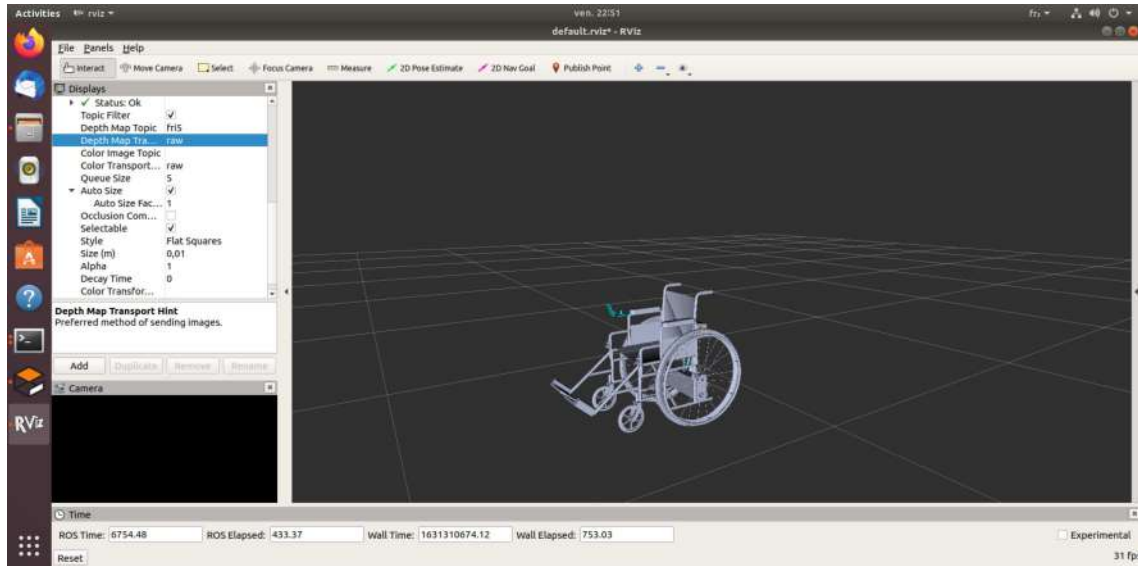 Activities rviz ven. 22:51 fr₁
default.rviz* - RViz
File Panels Help
Interact Move Camera Select Focus Camera Measure 2D Pose Estimate 2D Nav Goal Publish Point
Displays
Status: Ok
Topic Filter
Depth Map Topic fri5
Depth Map Tra... raw
Color Image Topic
Color Transport... raw
Queue Size 5
Auto Size
Auto Size Fac... 1
Occlusion Com...
Selectable
Style Flat Squares
Size (m) 0,01
Alpha 1
Decay Time 0
Color Transfor...
Depth Map Transport Hint
Preferred method of sending images.
Add Duplicate Remove Rename
Camera
RViz
Time
ROS Time: 6754.48 ROS Elapsed: 433.37 Wall Time: 1631310674.12 Wall Elapsed: 753.03 Experimental
Reset 31 fp